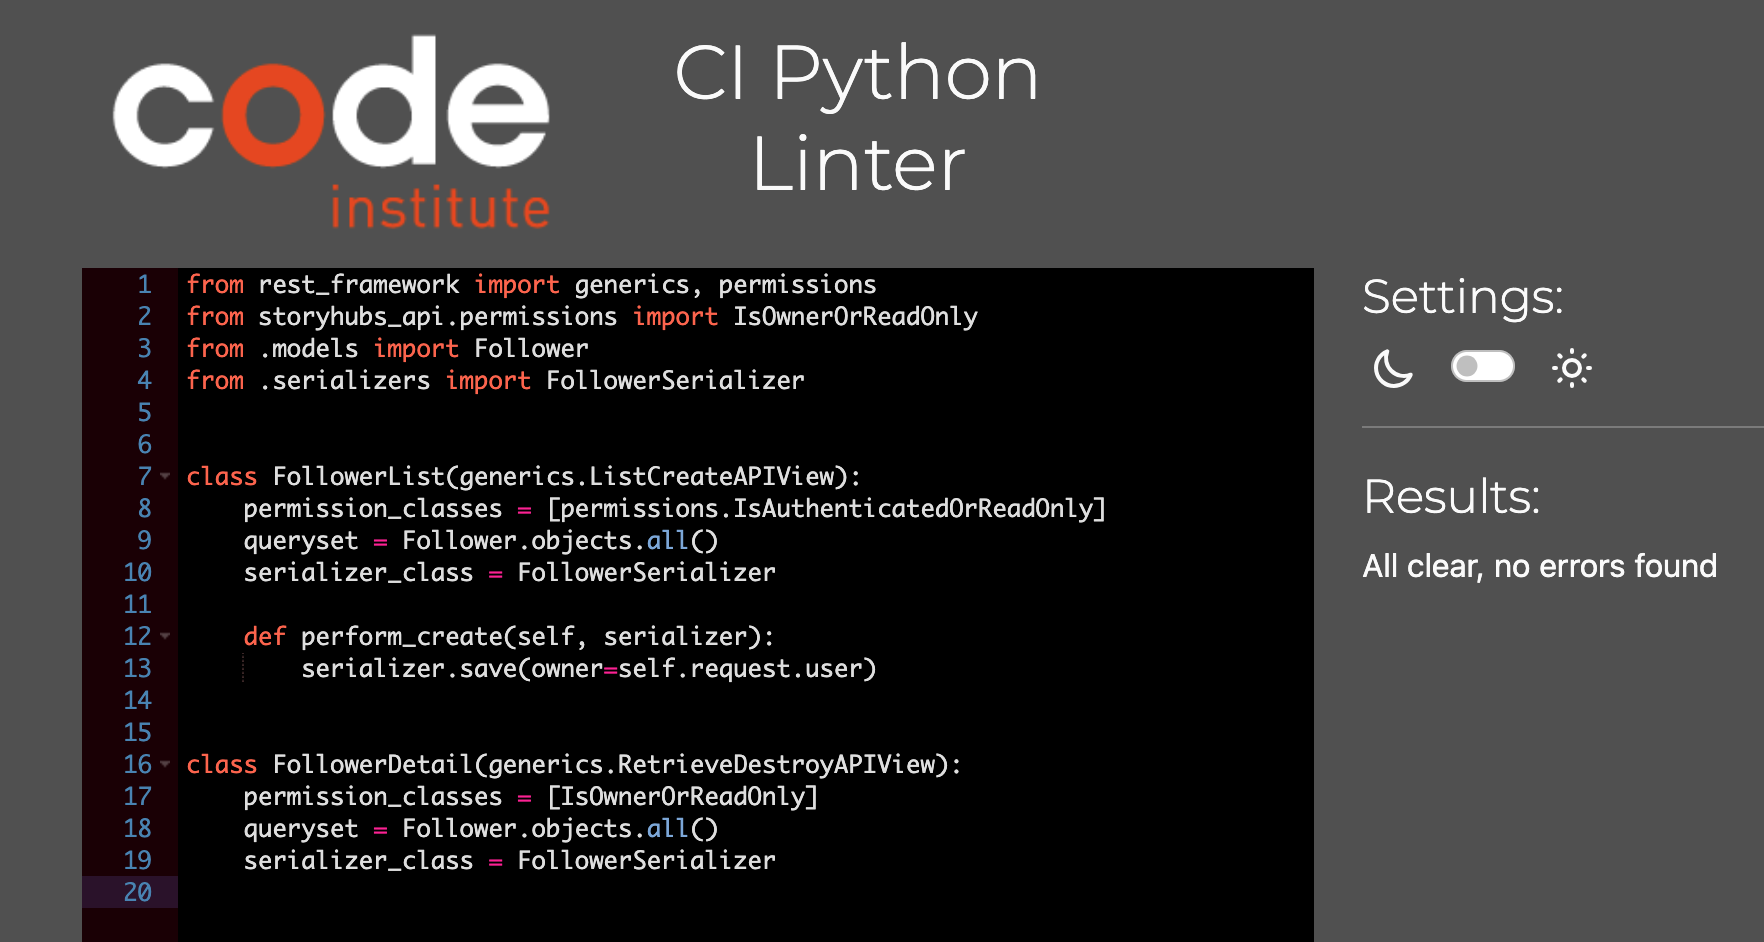 code
institute
CI Python
Linter
1 from rest_framework import generics, permissions
2 from storyhubs_api.permissions import IsOwnerOrReadOnly
3 from .models import Follower
4 from .serializers import FollowerSerializer
5
6
7 class FollowerList(generics.ListCreateAPIView):
8     permission_classes = [permissions.IsAuthenticatedOrReadOnly]
9     queryset = Follower.objects.all()
10     serializer_class = FollowerSerializer
11
12     def perform_create(self, serializer):
13         serializer.save(owner=self.request.user)
14
15
16 class FollowerDetail(generics.RetrieveDestroyAPIView):
17     permission_classes = [IsOwnerOrReadOnly]
18     queryset = Follower.objects.all()
19     serializer_class = FollowerSerializer
20
Settings:
Results:
All clear, no errors found